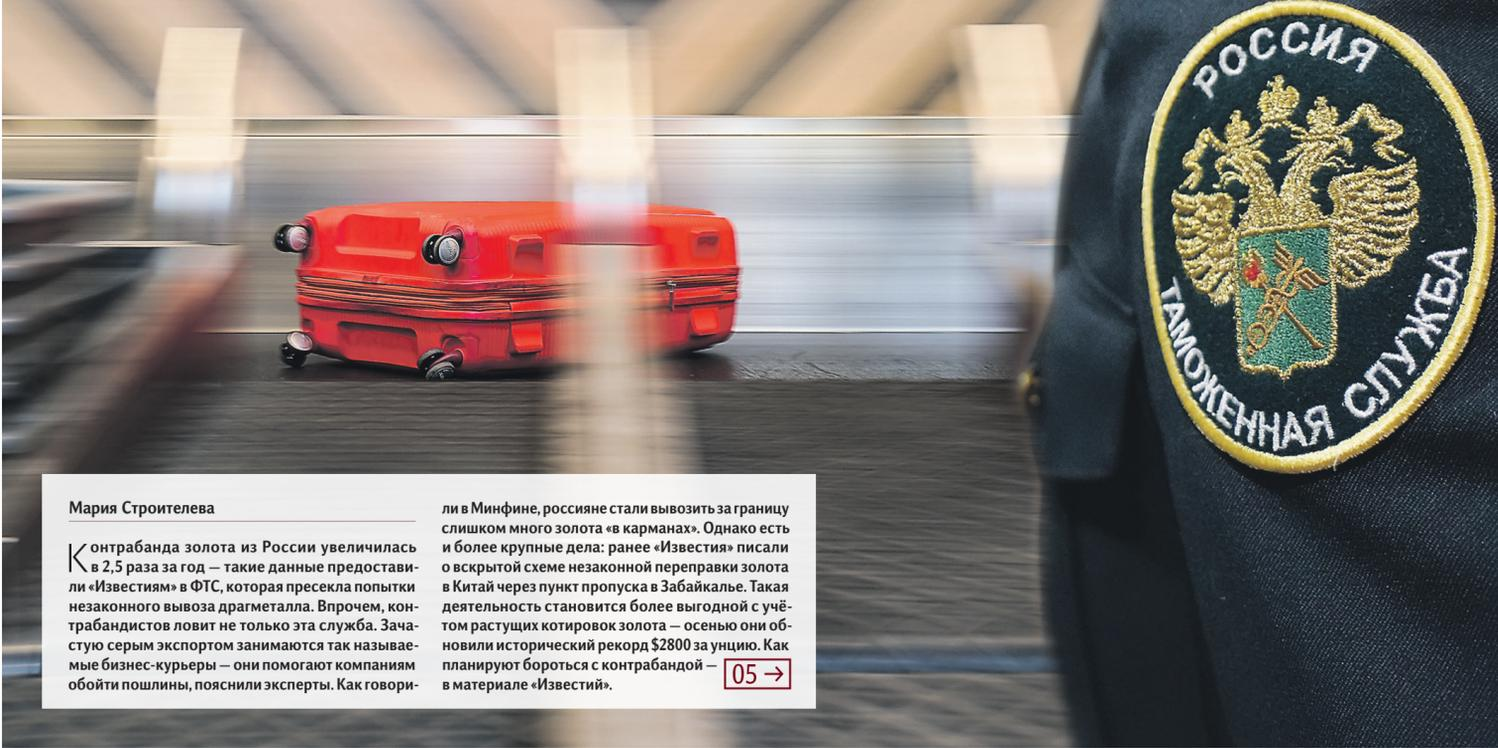 РОССИЯ
ТАМОЖЕННАЯ СЛУЖБА
Мария Строителева
Контрабанда золота из России увеличилась
в 2,5 раза за год — такие данные предостави-
ли «Известиям» в ФТС, которая пресекла попытки
незаконного вывоза драгметалла. Впрочем, кон-
трабандистов ловит не только эта служба. Зача-
стую серым экспортом занимаются так называе-
мые бизнес-курьеры — они помогают компаниям
обойти пошлины, пояснили эксперты. Как говори-
ли в Минфине, россияне стали вывозить за границу
слишком много золота «в карманах». Однако есть
и более крупные дела: ранее «Известия» писали
о вскрытой схеме незаконной переправки золота
в Китай через пункт пропуска в Забайкалье. Такая
деятельность становится более выгодной с учё-
том растущих котировок золота — осенью они об-
новили исторический рекорд $2800 за унцию. Как
планируют бороться с контрабандой —
в материале «Известий».
05 →